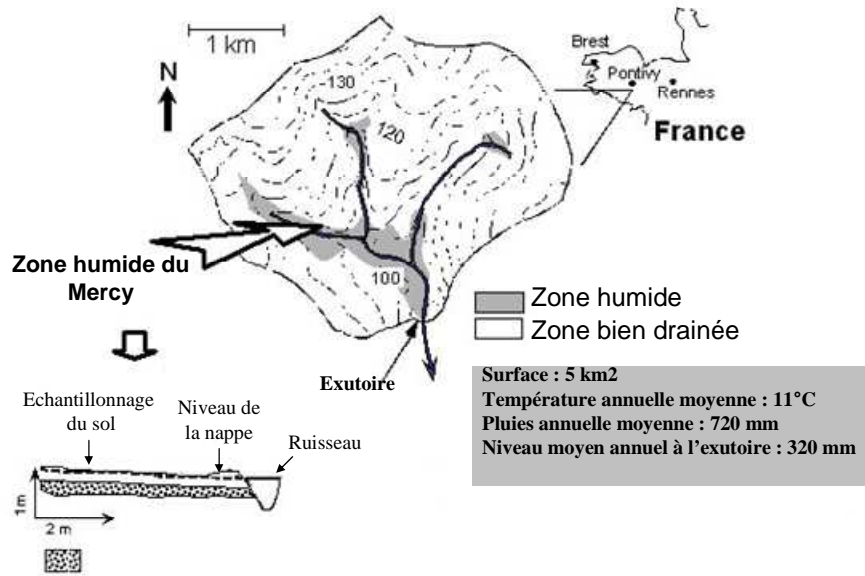 1 km
N
130
120
100
Brest
Pontivy
Rennes
France
Zone humide du
Mercy
Exutoire
Zone humide
Zone bien drainée
Surface : 5 km2
Température annuelle moyenne : 11°C
Pluies annuelle moyenne : 720 mm
Niveau moyen annuel à l'exutoire : 320 mm
Echantillonnage
du sol
Niveau de
la nappe
Ruisseau
1m
2 m